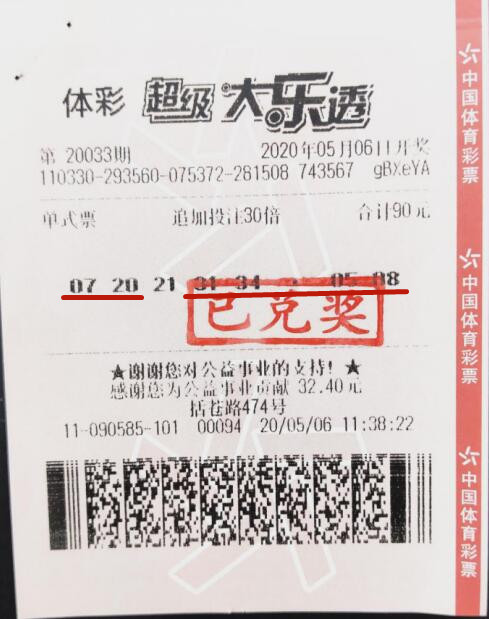 体彩 超级大乐透
第 20033期 2020年05月06日开奖
110330-293560-075372-281508 743567 gBXeYA
单式票 追加投注30倍 合计90元
07 20 21 31 34 - 05 08
已兑奖
★谢谢您对公益事业的支持！★
感谢您为公益事业贡献 32.40元
括苍路474号
11-090585-101 00094 20/05/06 11:38:22
中国体育彩票
中国体育彩票
中国体育彩票